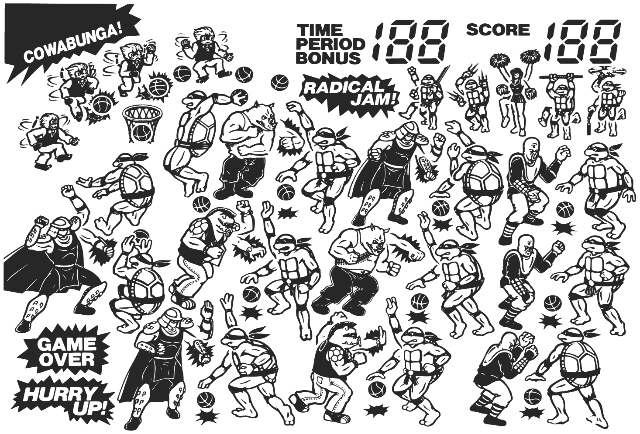 COWABUNGA!
TIME
PERIOD
BONUS
188
SCORE
188
RADICAL
JAM!
GAME
OVER
HURRY
UP!